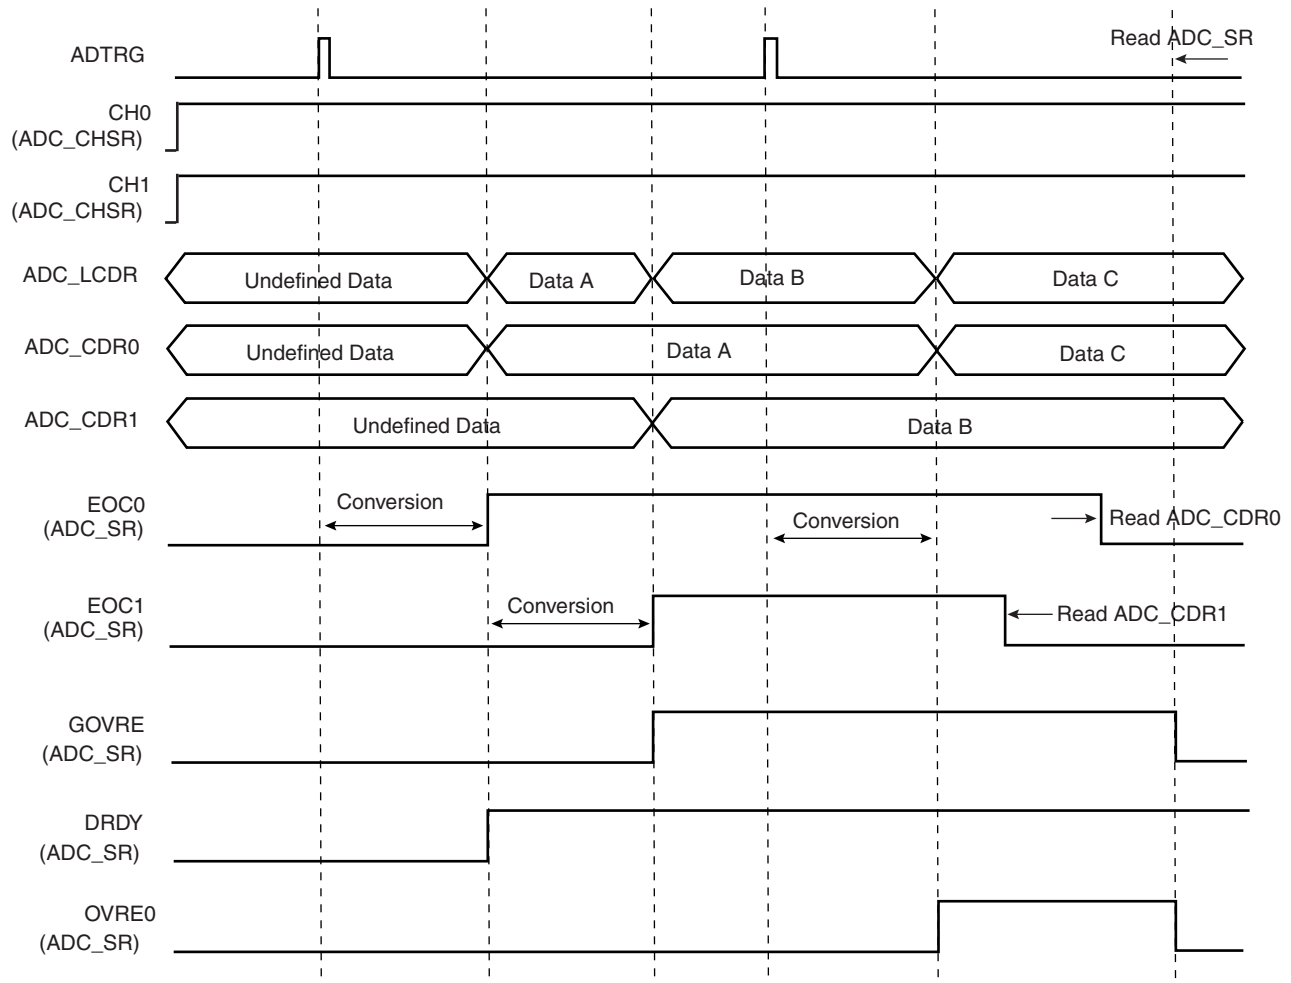 Read ADC_SR
ADTRG
CH0
(ADC_CHSR)
CH1
(ADC_CHSR)
ADC_LCDR
Undefined Data
Data A
Data B
Data C
ADC_CDR0
Undefined Data
Data A
Data C
ADC_CDR1
Undefined Data
Data B
EOC0
(ADC_SR)
Conversion
Conversion
Read ADC_CDR0
EOC1
(ADC_SR)
Conversion
Read ADC_CDR1
GOVRE
(ADC_SR)
DRDY
(ADC_SR)
OVRE0
(ADC_SR)